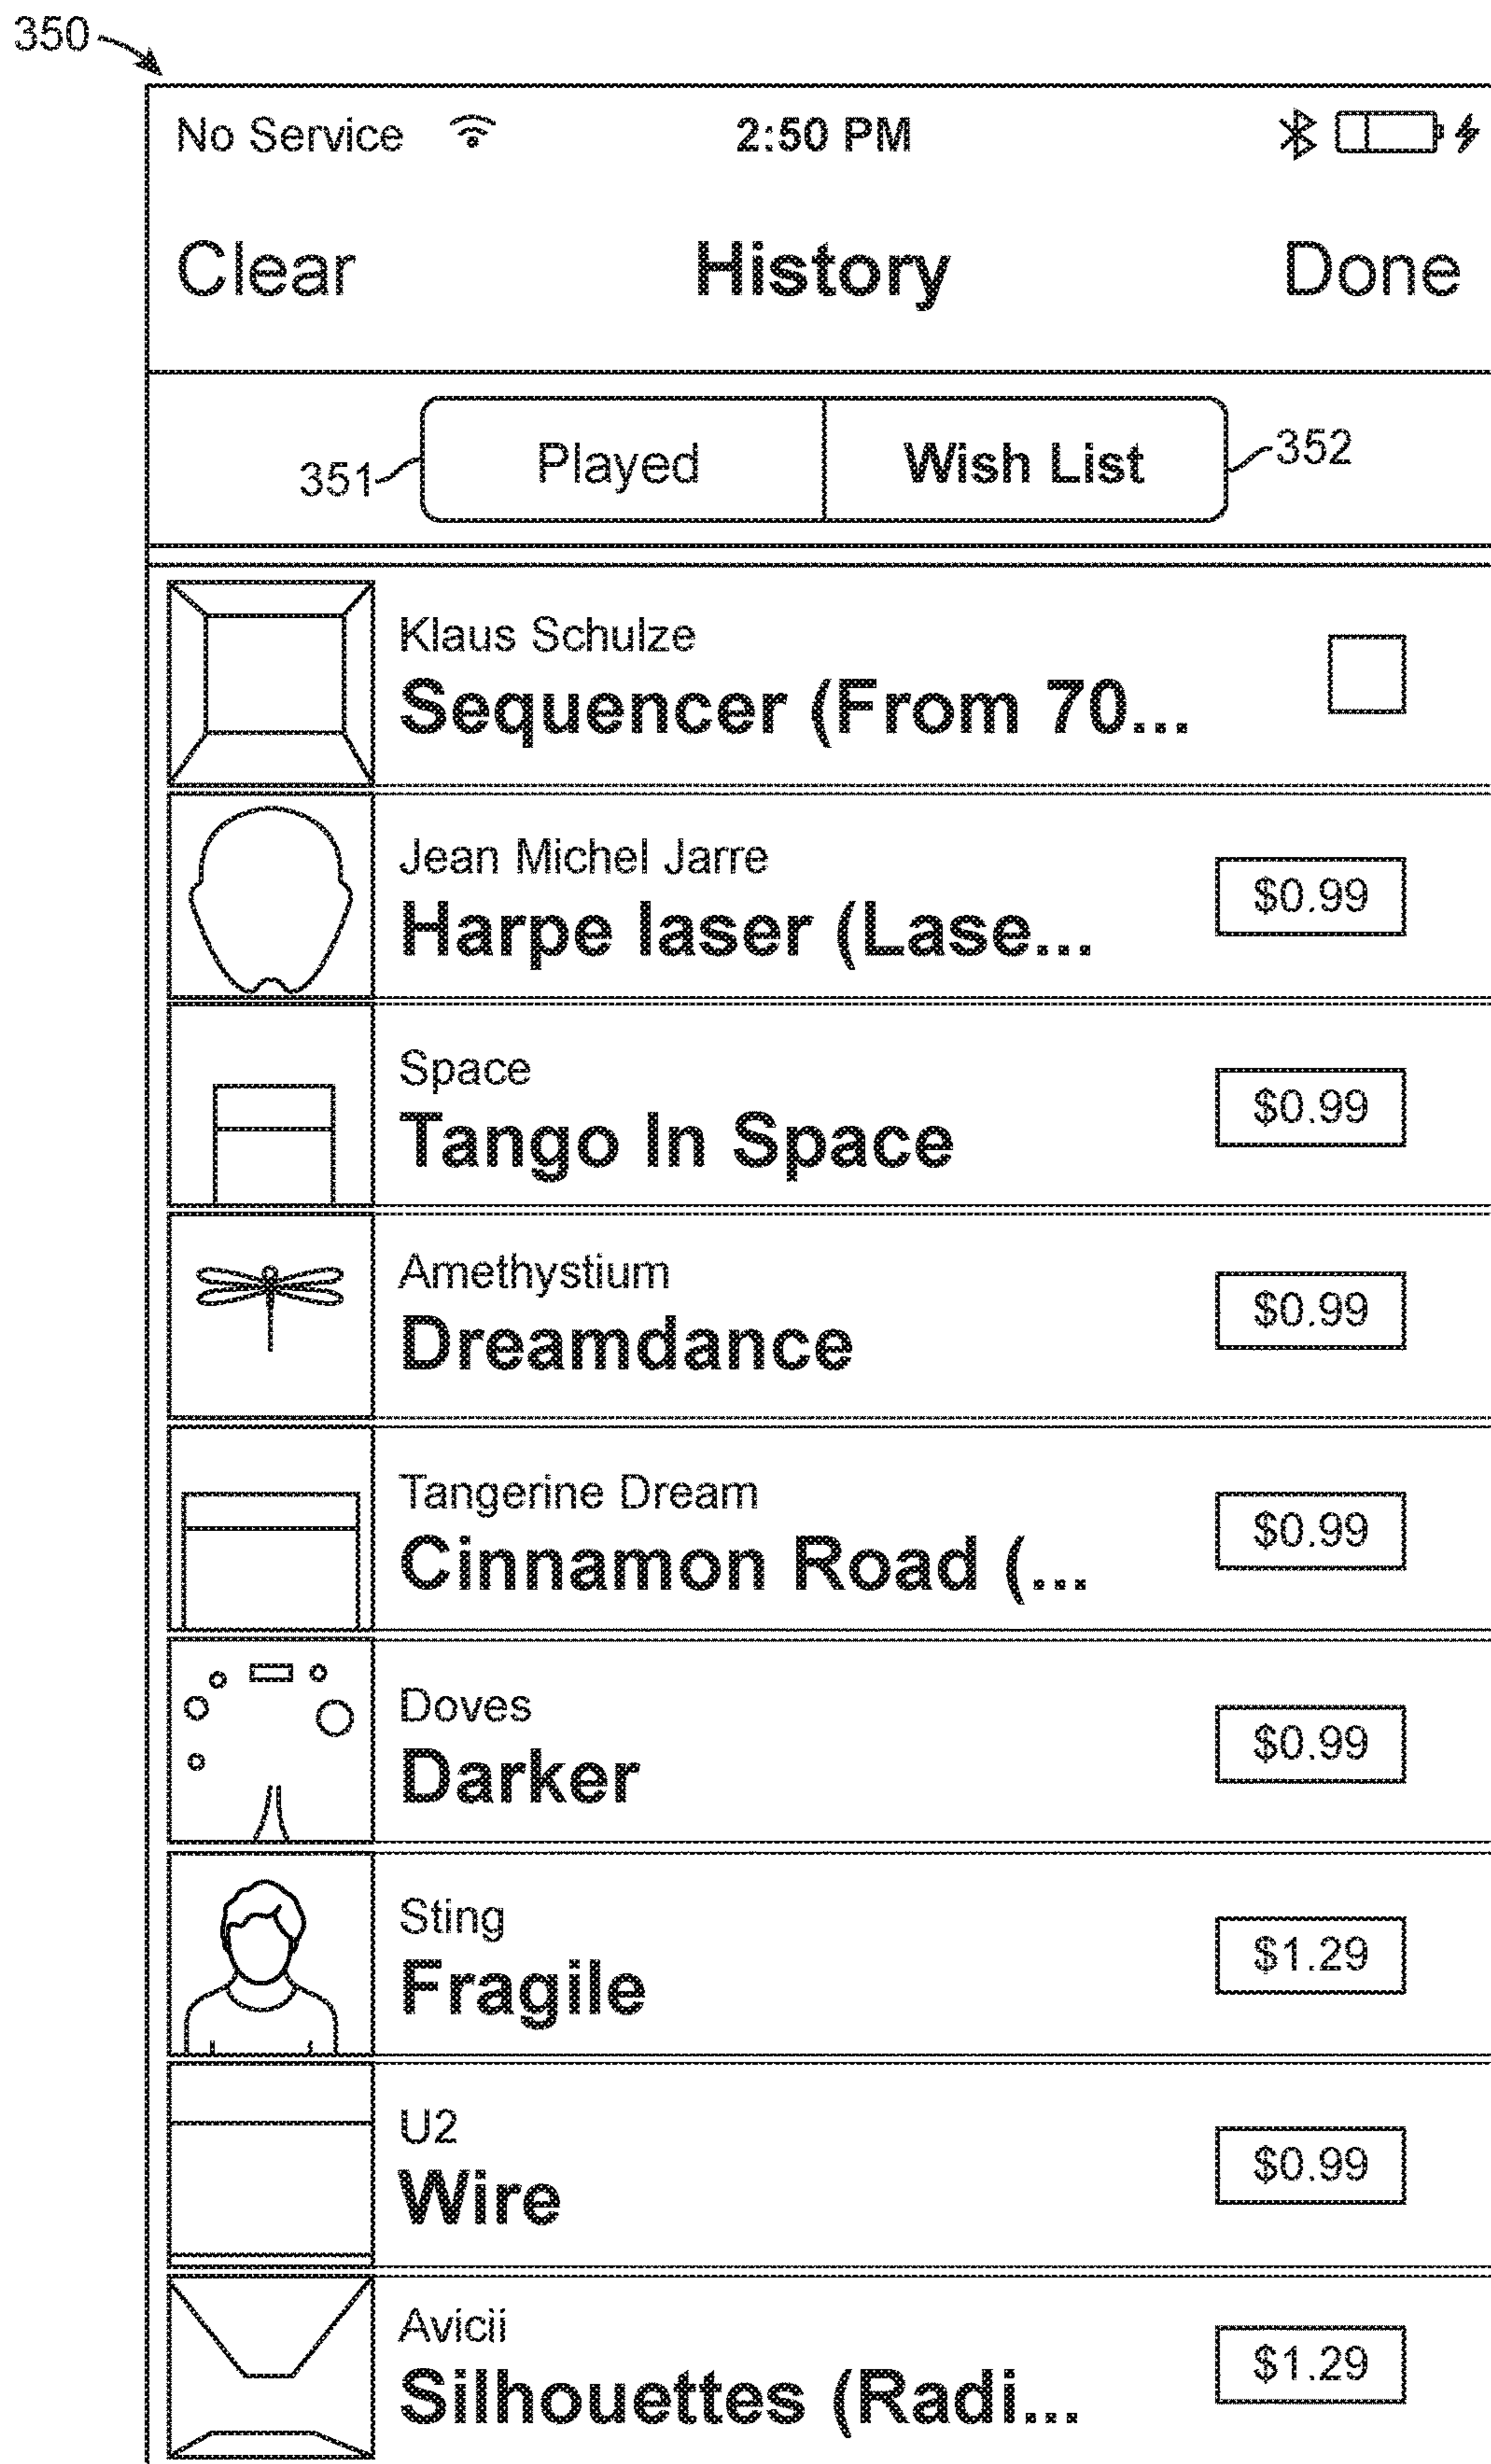 350
No Service 2:50 PM
Clear History Done
351 Played Wish List 352
Klaus Schulze
Sequencer (From 70...
Jean Michel Jarre
Harpe laser (Lase...
$0.99
Space
Tango In Space
$0.99
Amethystium
Dreamdance
$0.99
Tangerine Dream
Cinnamon Road (...
$0.99
Doves
Darker
$0.99
Sting
Fragile
$1.29
U2
Wire
$0.99
Avicii
Silhouettes (Radi...
$1.29